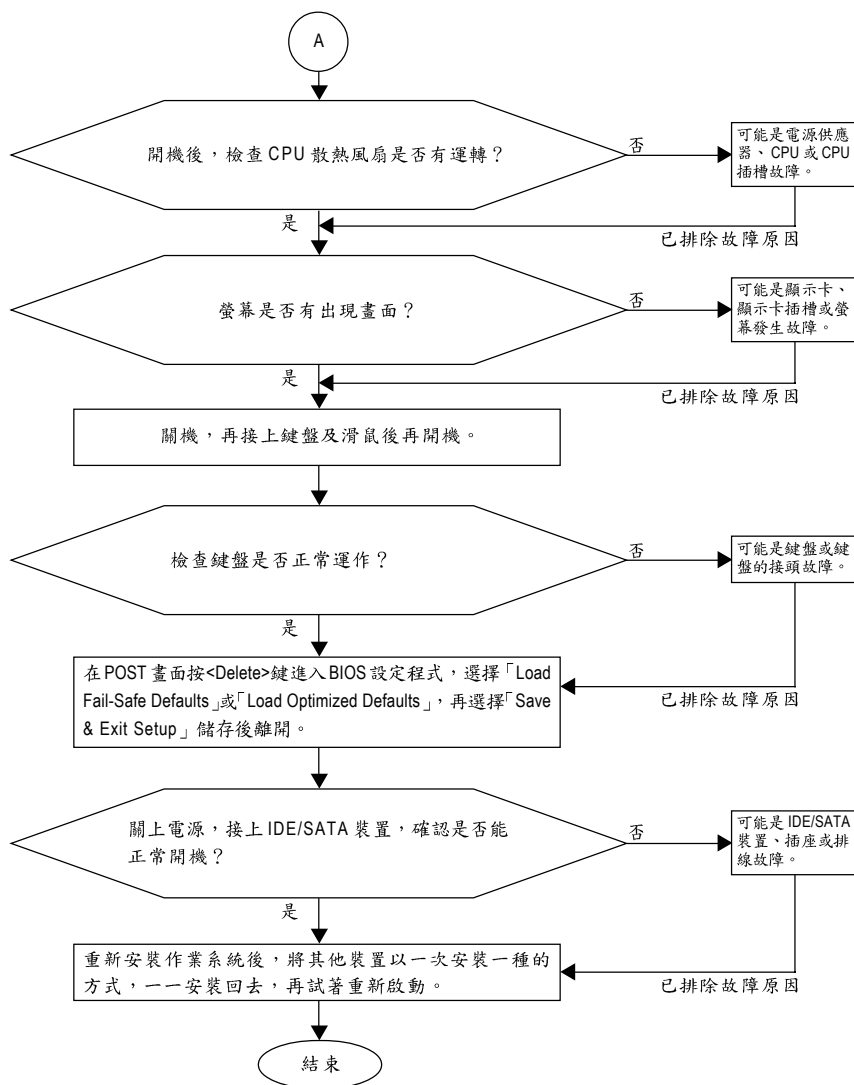 A
開機後，檢查 CPU 散熱風扇是否有運轉？
否
可能是電源供應
器、CPU 或 CPU
插槽故障。
是
已排除故障原因
螢幕是否有出現畫面？
否
可能是顯示卡、
顯示卡插槽或螢
幕發生故障。
是
已排除故障原因
關機，再接上鍵盤及滑鼠後再開機。
檢查鍵盤是否正常運作？
否
可能是鍵盤或鍵
盤的接頭故障。
是
在POST 畫面按<Delete>鍵進入BIOS 設定程式，選擇「Load
Fail-Safe Defaults」或「Load Optimized Defaults」，再選擇「Save
& Exit Setup」儲存後離開。
已排除故障原因
關上電源，接上 IDE/SATA 裝置，確認是否能
正常開機？
否
可能是 IDE/SATA
裝置、插座或排
線故障。
是
重新安裝作業系統後，將其他裝置以一次安裝一種的
方式，一一安裝回去，再試著重新啟動。
已排除故障原因
結束